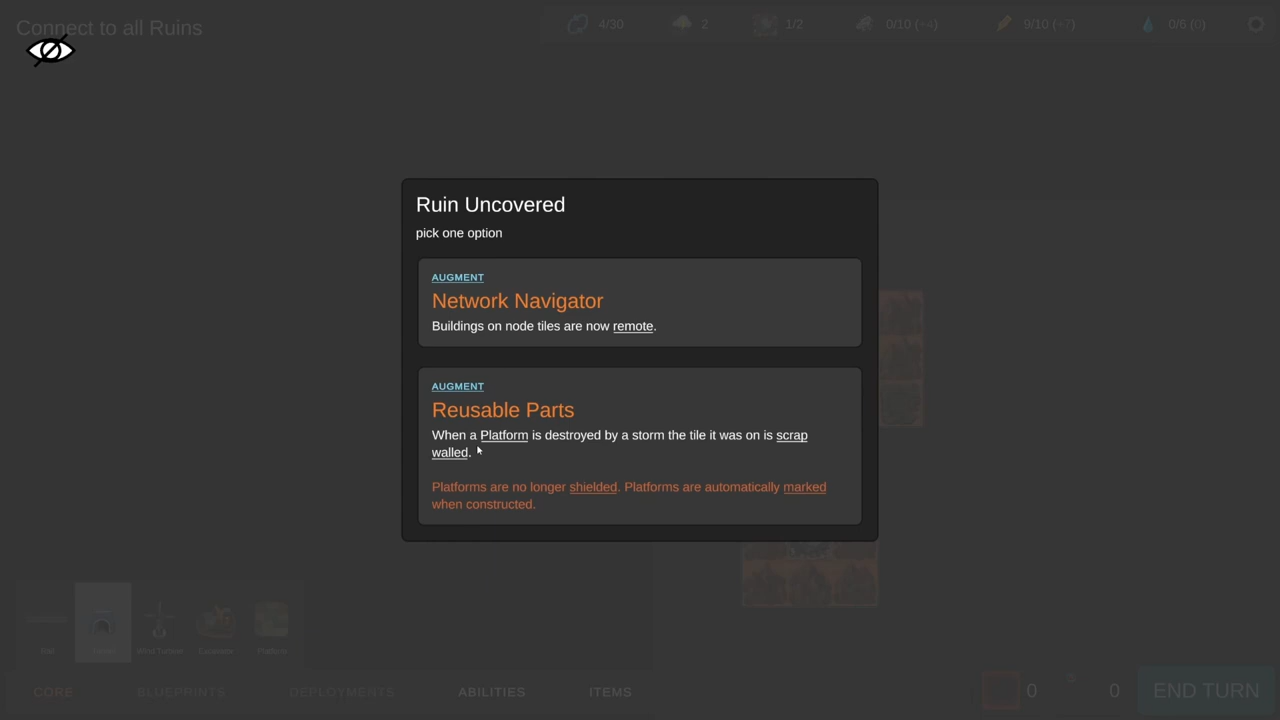 Connect to all Ruins
4/30
2
1/2
0/10 (+4)
9/10 (+7)
0/6 (0)
Ruin Uncovered
pick one option
AUGMENT
Network Navigator
Buildings on node tiles are now remote.
AUGMENT
Reusable Parts
When a Platform is destroyed by a storm the tile it was on is scrap
walled.
Platforms are no longer shielded. Platforms are automatically marked
when constructed.
Rail
Wind Turbine
Excavator
Platform
CORE
BLUEPRINTS
DEPLOYMENTS
ABILITIES
ITEMS
0
0
END TURN